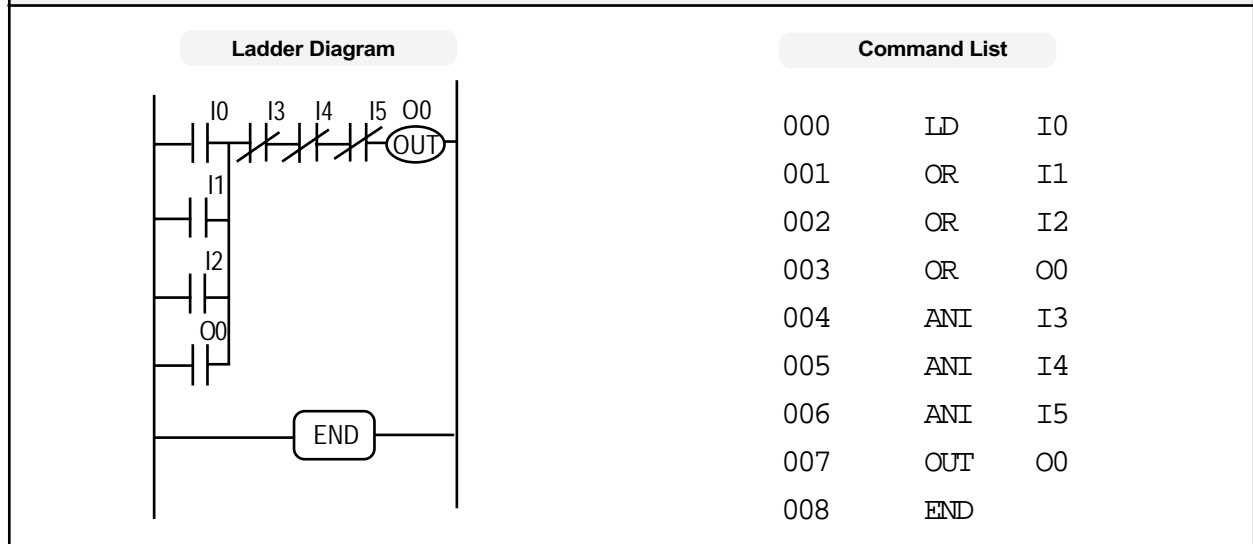 Ladder Diagram
Command List
I0 I3 I4 I5 O0
OUT
I1
I2
O0
END
000 LD I0
001 OR I1
002 OR I2
003 OR O0
004 ANI I3
005 ANI I4
006 ANI I5
007 OUT O0
008 END